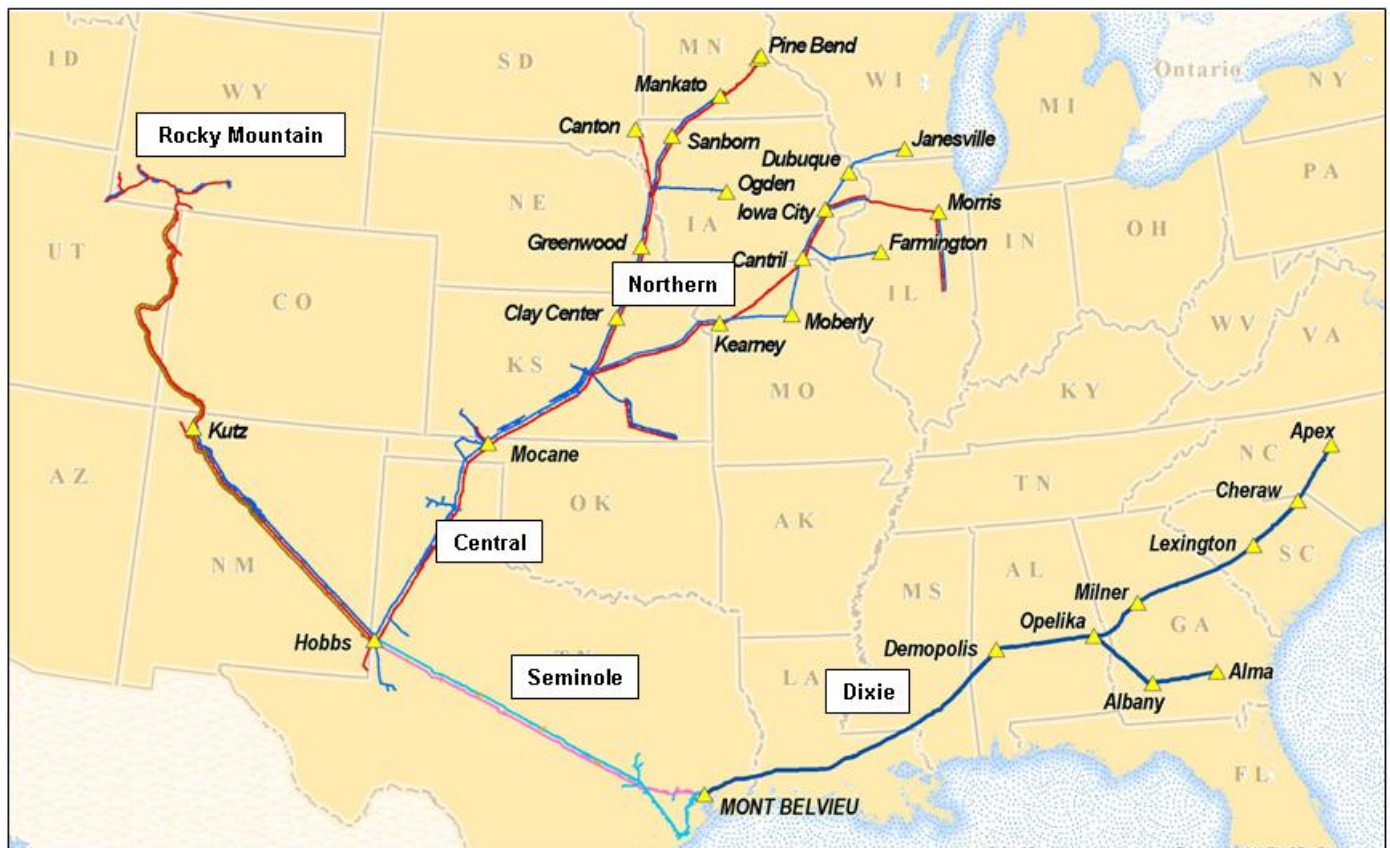 ID
WY
SD
MN
Pine Bend
WI
MI
Ontario
NY
Rocky Mountain
Mankato
Canton
Sanborn
Janesville
Dubuque
Ogden
NE
IA
Iowa City
Morris
PA
UT
Greenwood
Cantril
Farmington
IN
OH
CO
Northern
IL
Clay Center
Moberly
Kearney
WV
VA
KS
MO
KY
Kutz
Mocane
Apex
AZ
OK
TN
NC
Cheraw
AK
Central
Lexington
SC
NM
MS
AL
Milner
GA
Hobbs
Opelika
Demopolis
Seminole
LA
Dixie
Alma
Albany
FL
MONT BELVIEU